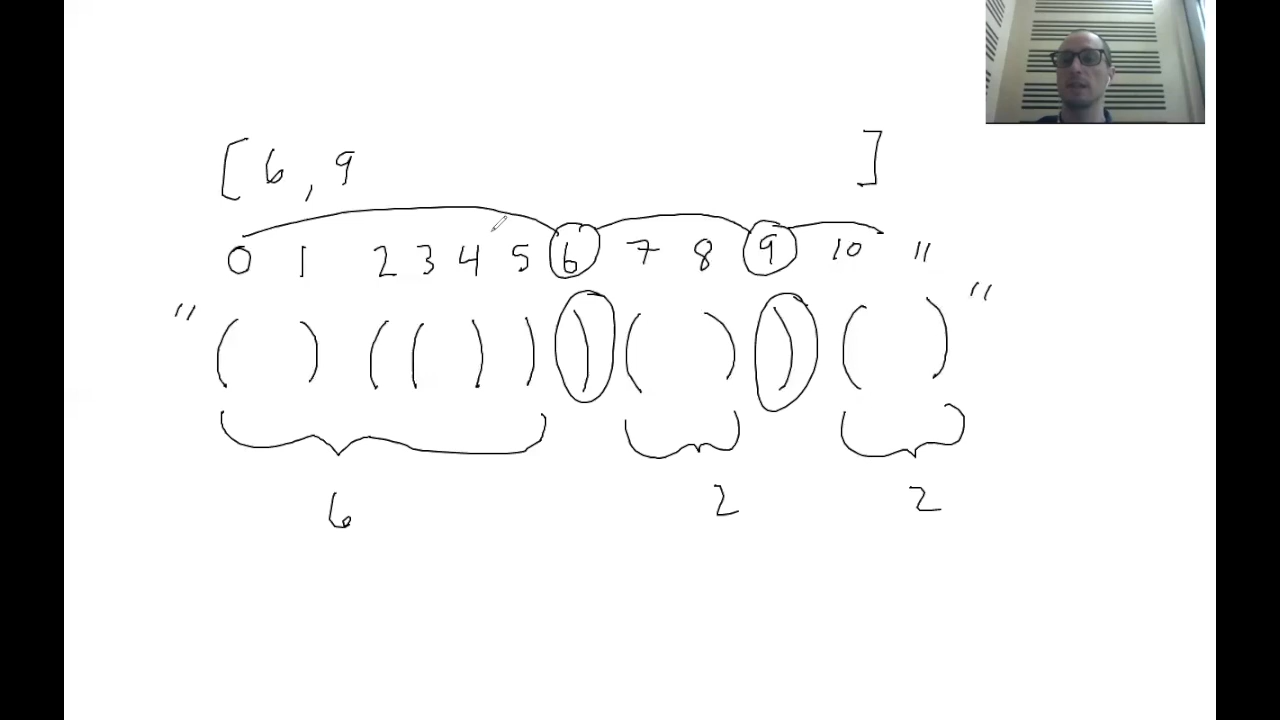 [ 6, 9 ]
0 1 2 3 4 5 6 7 8 9 10 11
"( ) ( ( ) ) ) ( ) ) ( )"
6 2 2